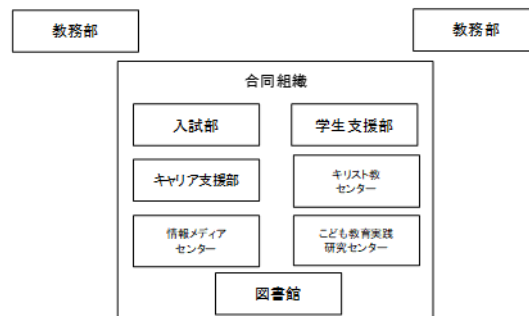 教務部
教務部
合同組織
入試部
学生支援部
キャリア支援部
キリスト教
センター
情報メディア
センター
こども教育実践
研究センター
図書館